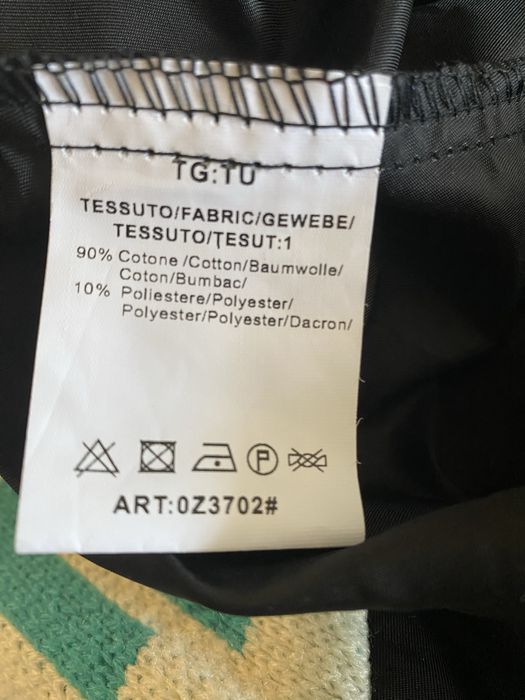 TG:TU
TESSUTO/FABRIC/GEWEBE/
TESSUTO/ȚESUT:1
90% Cotone /Cotton/Baumwolle/
Coton/Bumbac/
10% Poliestere/Polyester/
Polyester/Polyester/Dacron/
P
ART:0Z3702#